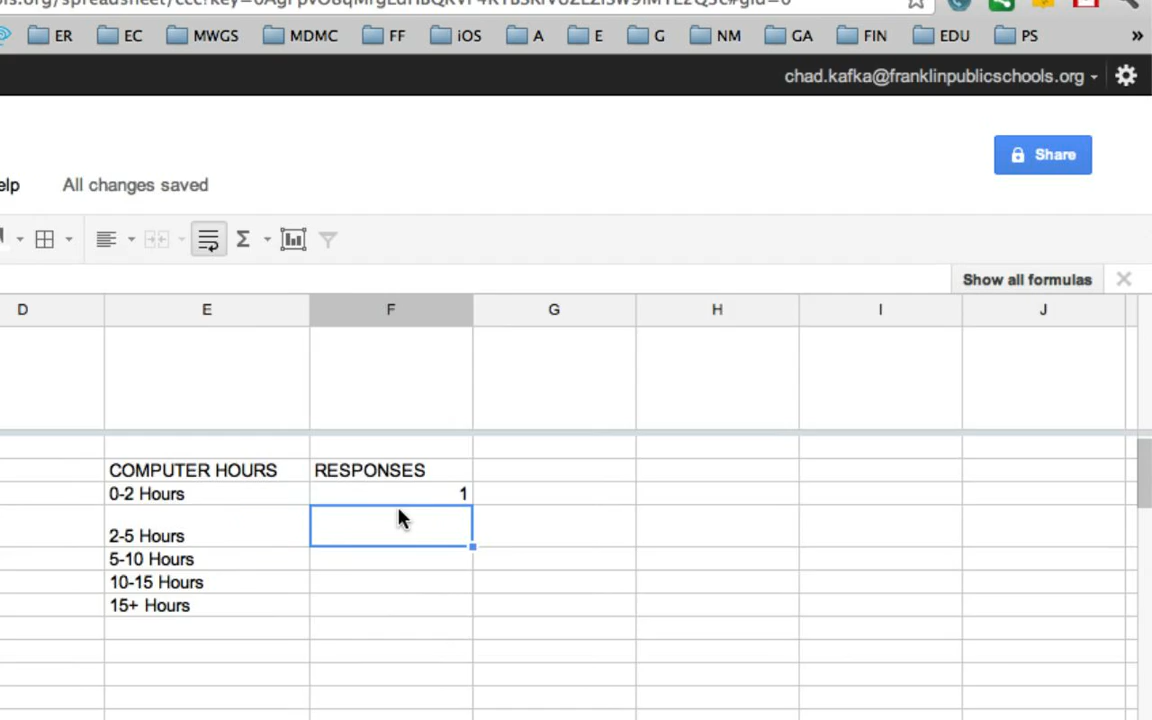 ER EC MWGS MDMC FF iOS A E G NM GA FIN EDU PS »
chad.kafka@franklinpublicschools.org
Share
elp All changes saved
Σ
Show all formulas
D E F G H I J
COMPUTER HOURS RESPONSES
0-2 Hours 1
2-5 Hours
5-10 Hours
10-15 Hours
15+ Hours